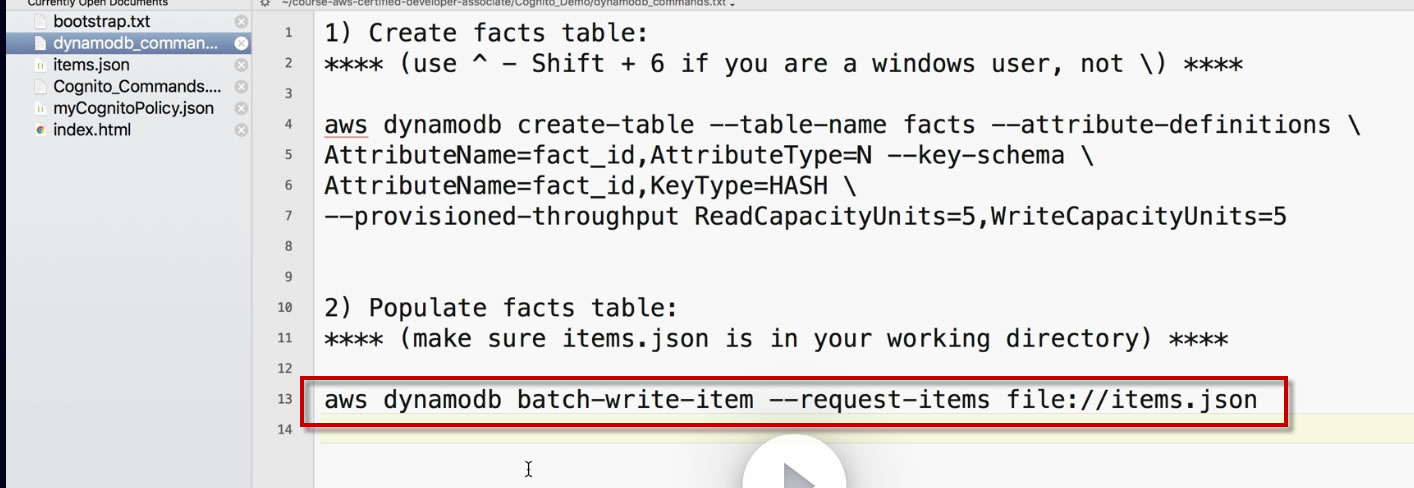 Currently Open Documents
~/course-aws-certified-developer-associate/Cognito_Demo/dynamodb_commands.txt
bootstrap.txt
dynamodb_comman...
items.json
Cognito_Commands....
myCognitoPolicy.json
index.html
1 1) Create facts table:
2 **** (use ^ - Shift + 6 if you are a windows user, not \) ****
3
4 aws dynamodb create-table --table-name facts --attribute-definitions \
5 AttributeName=fact_id,AttributeType=N --key-schema \
6 AttributeName=fact_id,KeyType=HASH \
7 --provisioned-throughput ReadCapacityUnits=5,WriteCapacityUnits=5
8
9
10 2) Populate facts table:
11 **** (make sure items.json is in your working directory) ****
12
13 aws dynamodb batch-write-item --request-items file://items.json
14